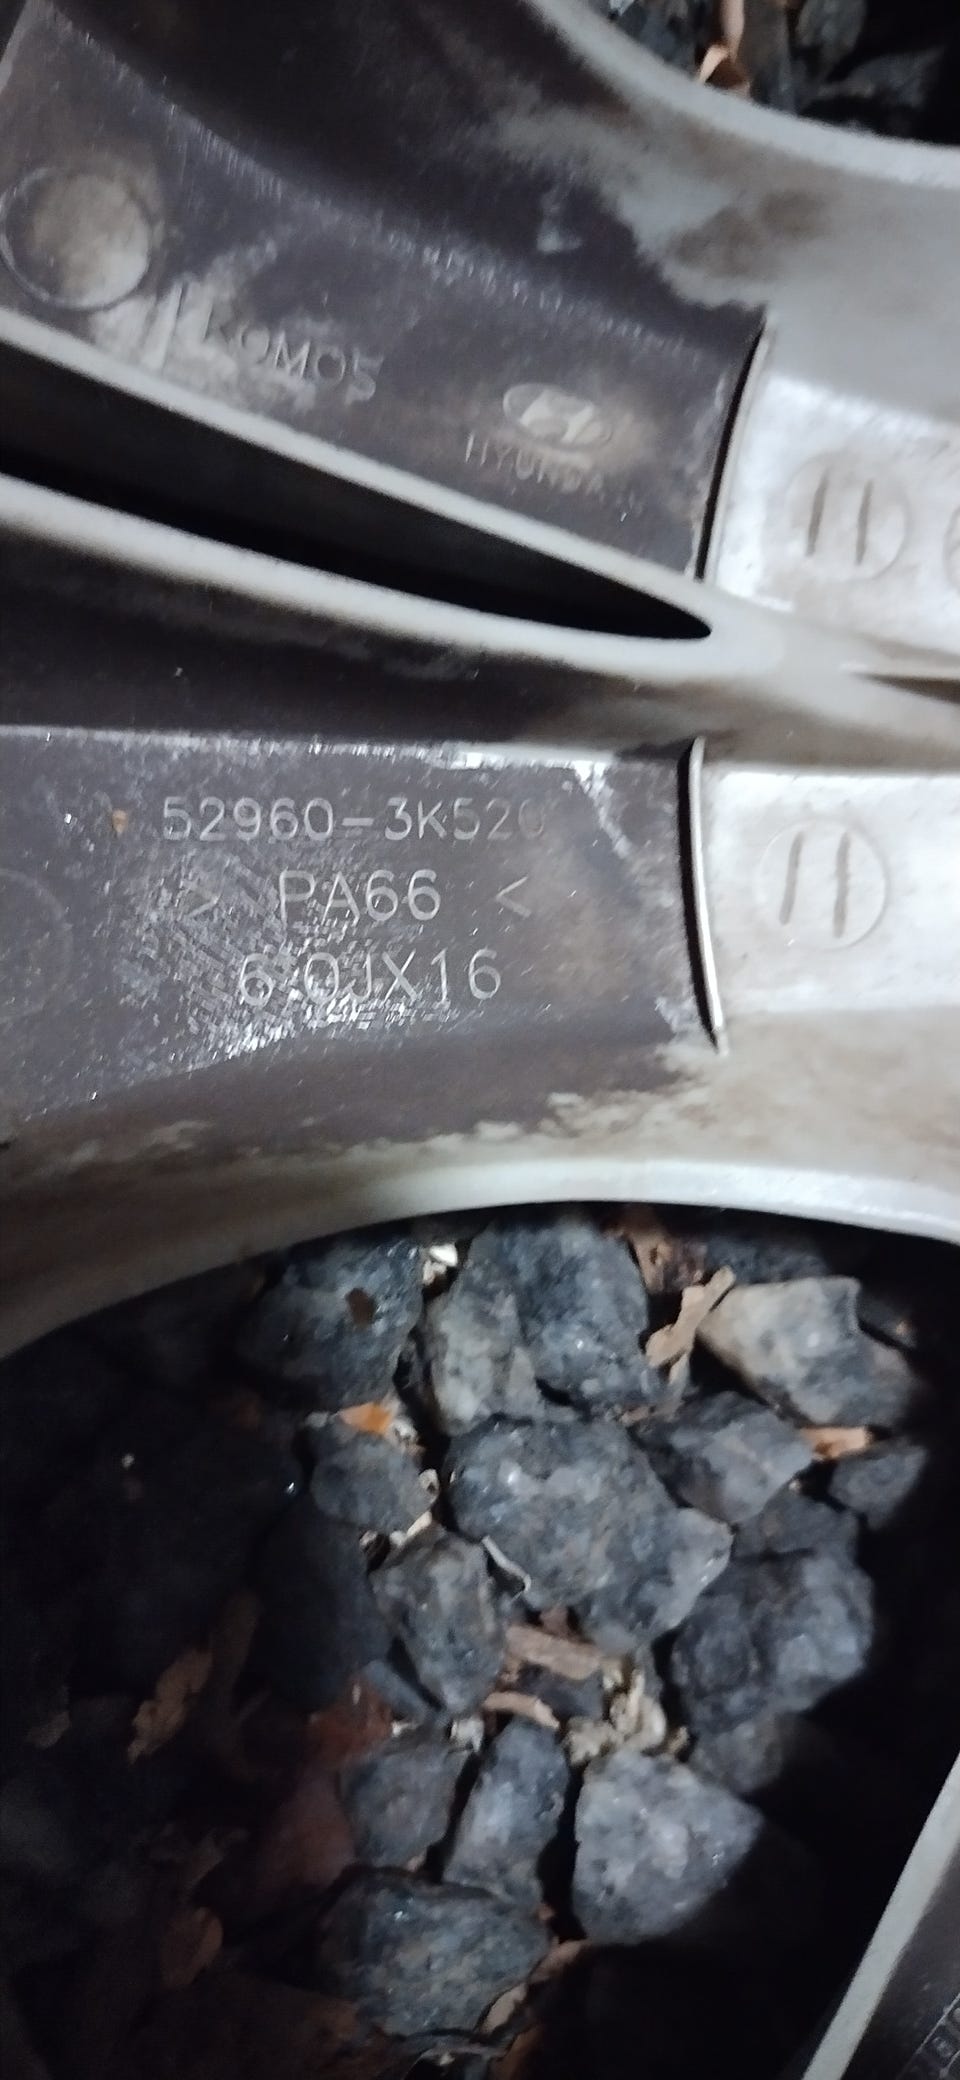 KOMOS
HYUNDAI
52960-3K520
> PA66 <
6.0JX16